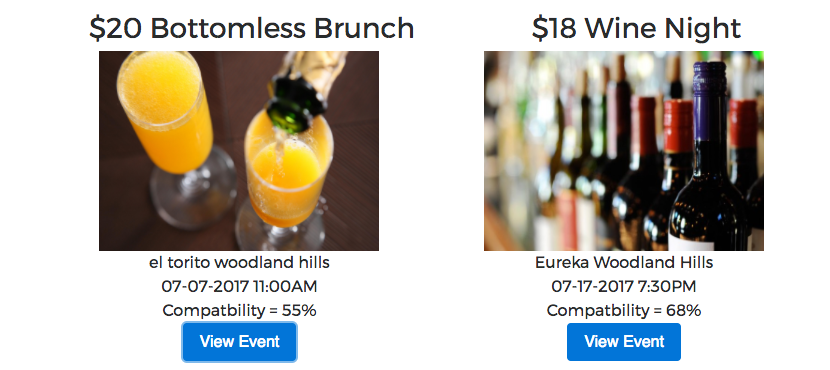 $20 Bottomless Brunch
el torito woodland hills
07-07-2017 11:00AM
Compatbility = 55%
View Event
$18 Wine Night
Eureka Woodland Hills
07-17-2017 7:30PM
Compatbility = 68%
View Event